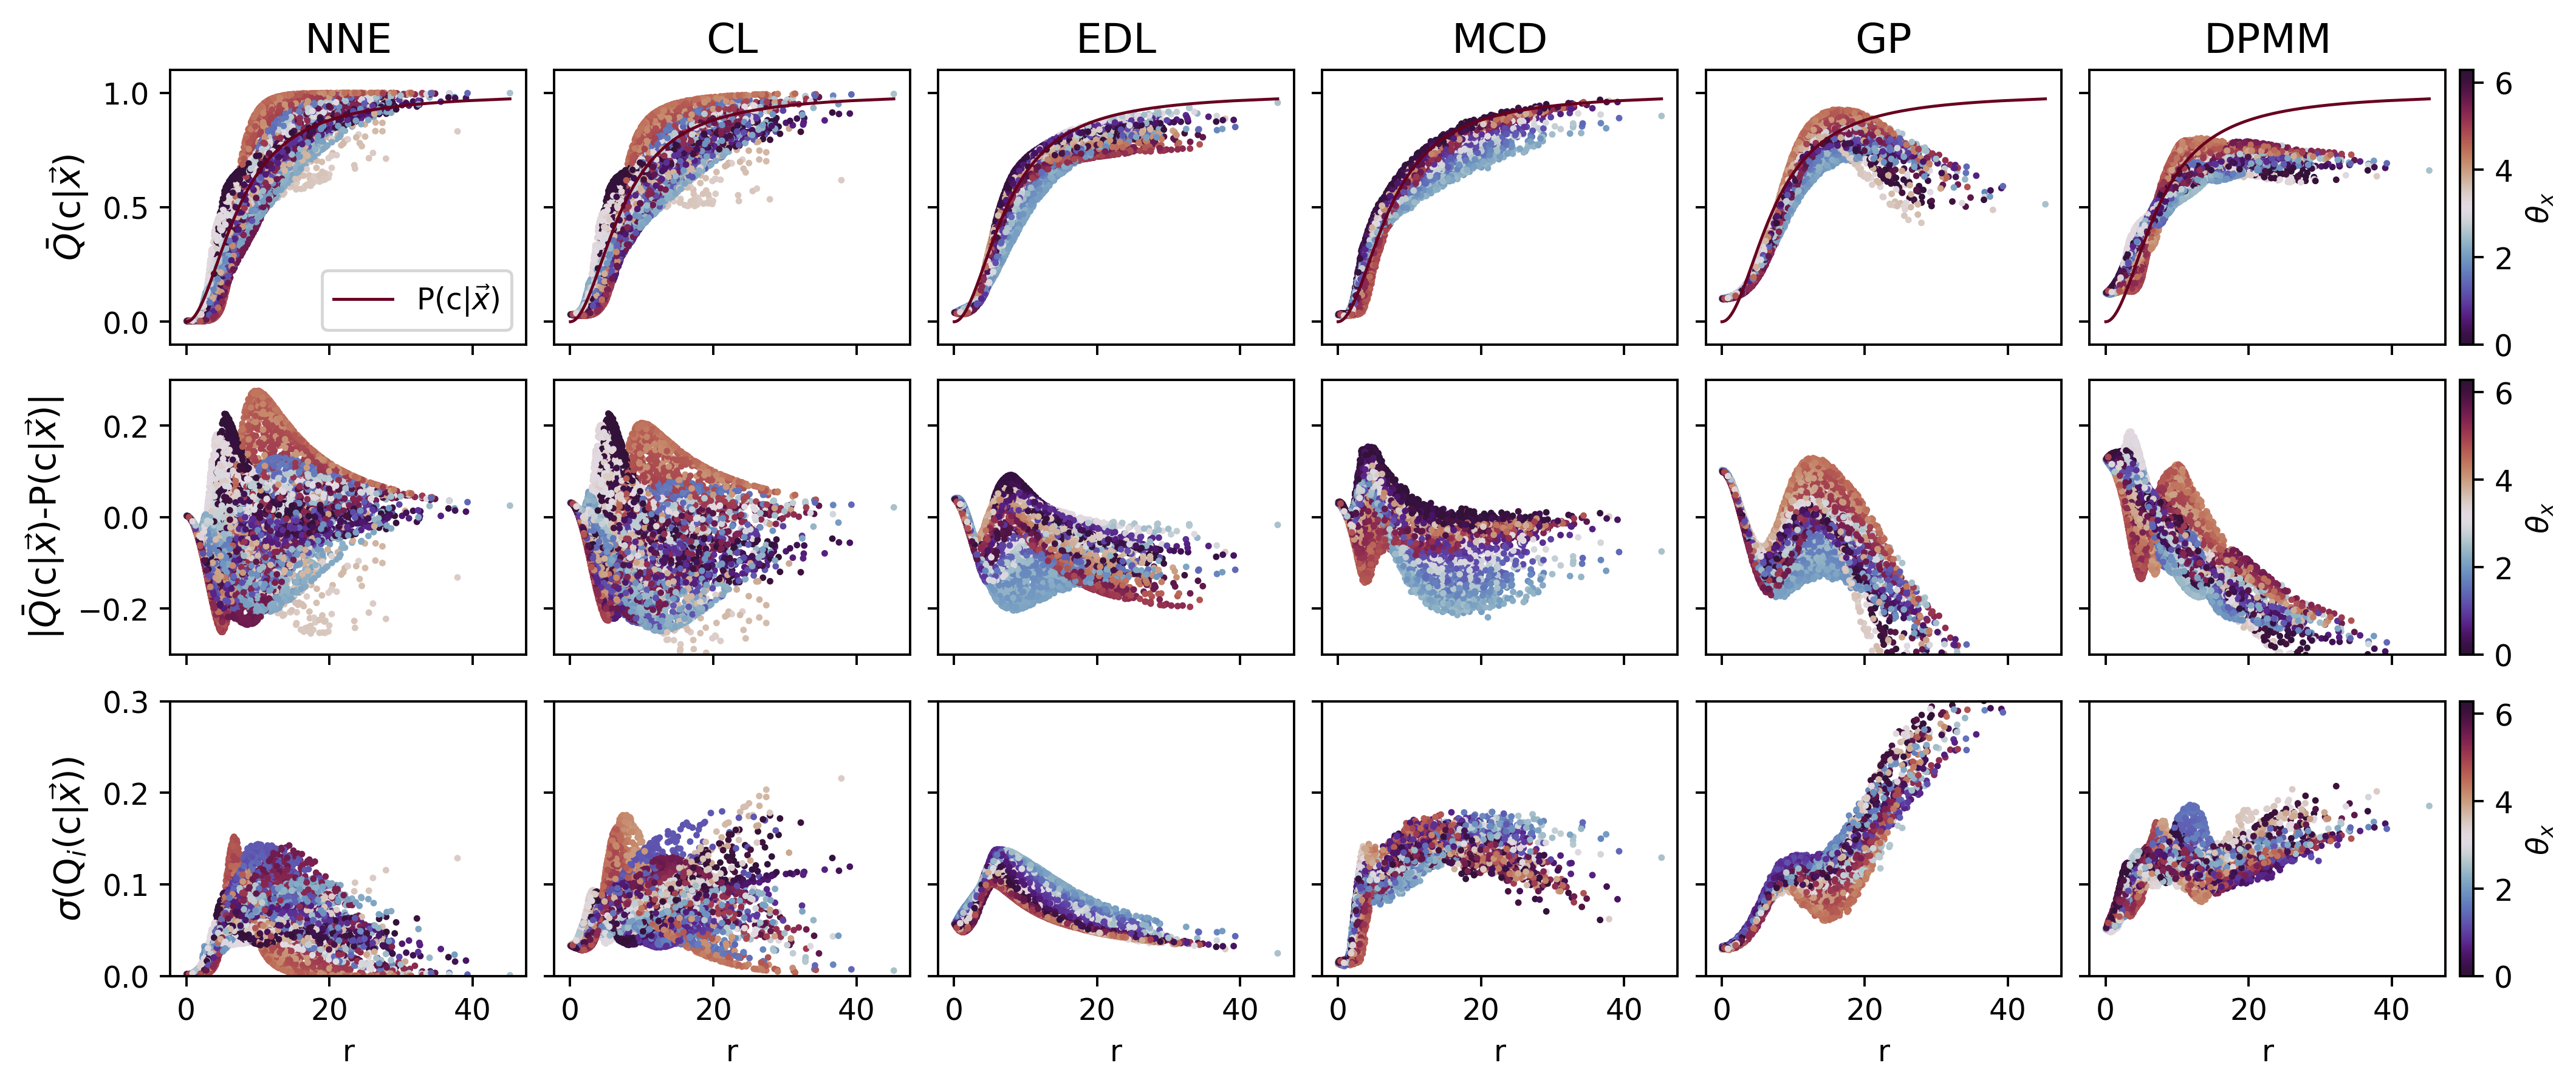 NNE CL EDL MCD GP DPMM
Q̄(c|x⃗)
1.0
0.5
0.0
P(c|x⃗)
6
4
2
0
θₓ
|Q̄(c|x⃗)-P(c|x⃗)|
0.2
0.0
−0.2
6
4
2
0
θₓ
σ(Qᵢ(c|x⃗))
0.3
0.2
0.1
0.0
6
4
2
0
θₓ
0 20 40 0 20 40 0 20 40 0 20 40 0 20 40 0 20 40
r r r r r r